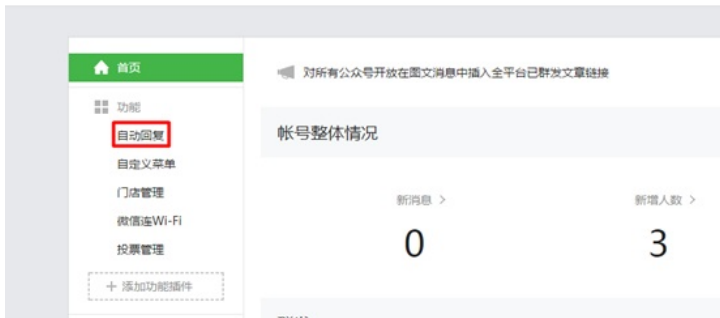 首页
对所有公众号开放在图文消息中插入全平台已群发文章链接
功能
自动回复
帐号整体情况
自定义菜单
门店管理
新消息 >
新增人数 >
微信连Wi-Fi
0
3
投票管理
+ 添加功能插件